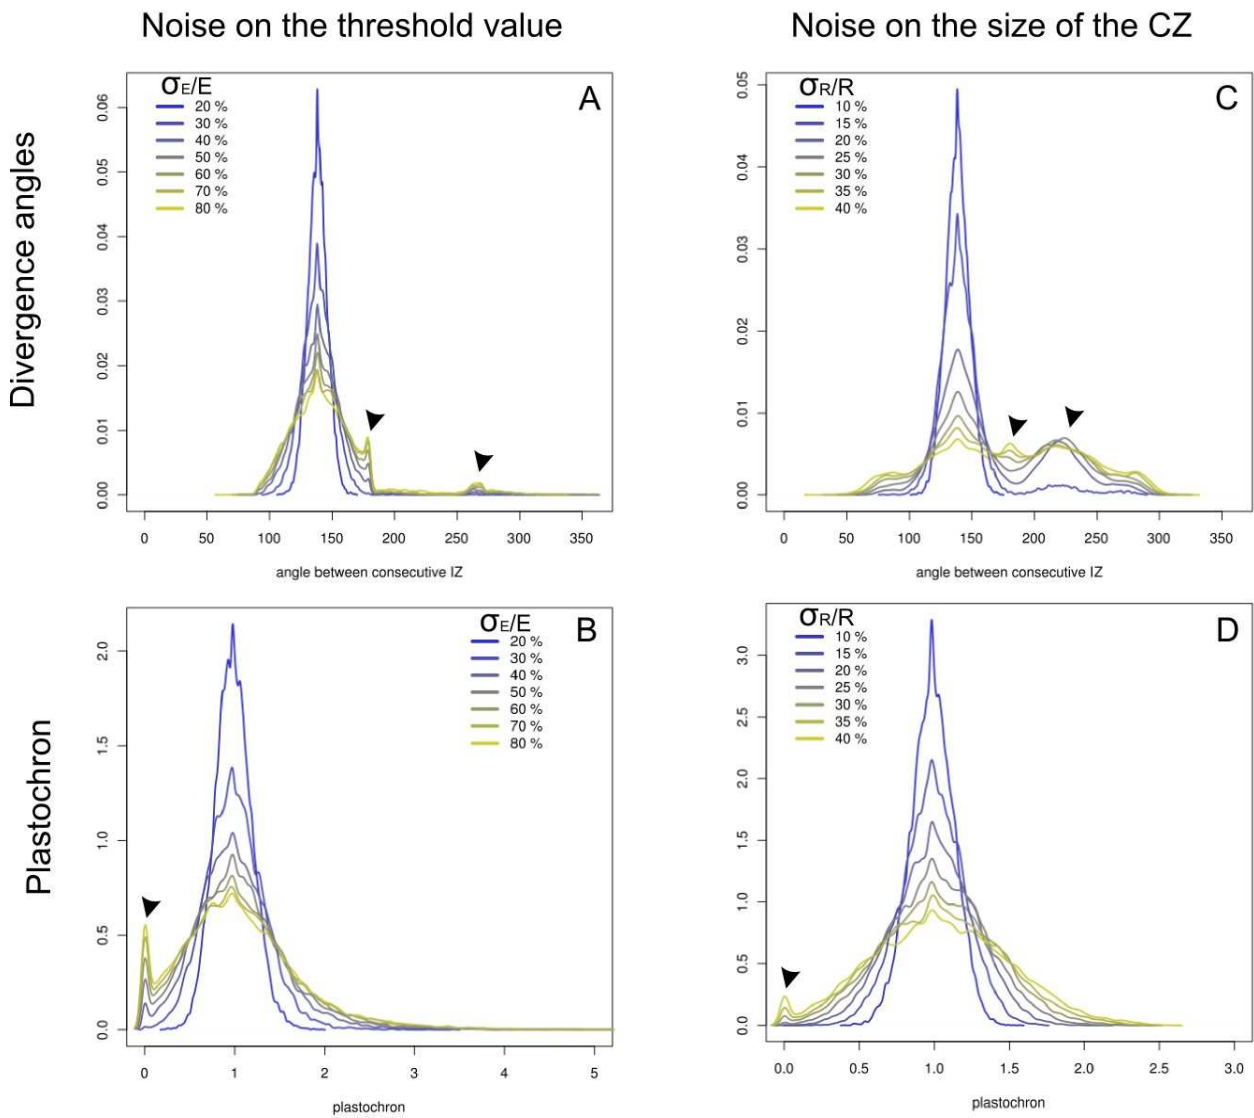 Noise on the threshold value
Noise on the size of the CZ
Divergence angles
A
σE/E
20 %
30 %
40 %
50 %
60 %
70 %
80 %
0.00
0.01
0.02
0.03
0.04
0.05
0.06
0 50 100 150 200 250 300 350
angle between consecutive IZ
C
σR/R
10 %
15 %
20 %
25 %
30 %
35 %
40 %
0.00
0.01
0.02
0.03
0.04
0.05
0 50 100 150 200 250 300 350
angle between consecutive IZ
Plastochron
B
σE/E
20 %
30 %
40 %
50 %
60 %
70 %
80 %
0.0
0.5
1.0
1.5
2.0
0 1 2 3 4 5
plastochron
D
σR/R
10 %
15 %
20 %
25 %
30 %
35 %
40 %
0.0
0.5
1.0
1.5
2.0
2.5
3.0
0.0 0.5 1.0 1.5 2.0 2.5 3.0
plastochron